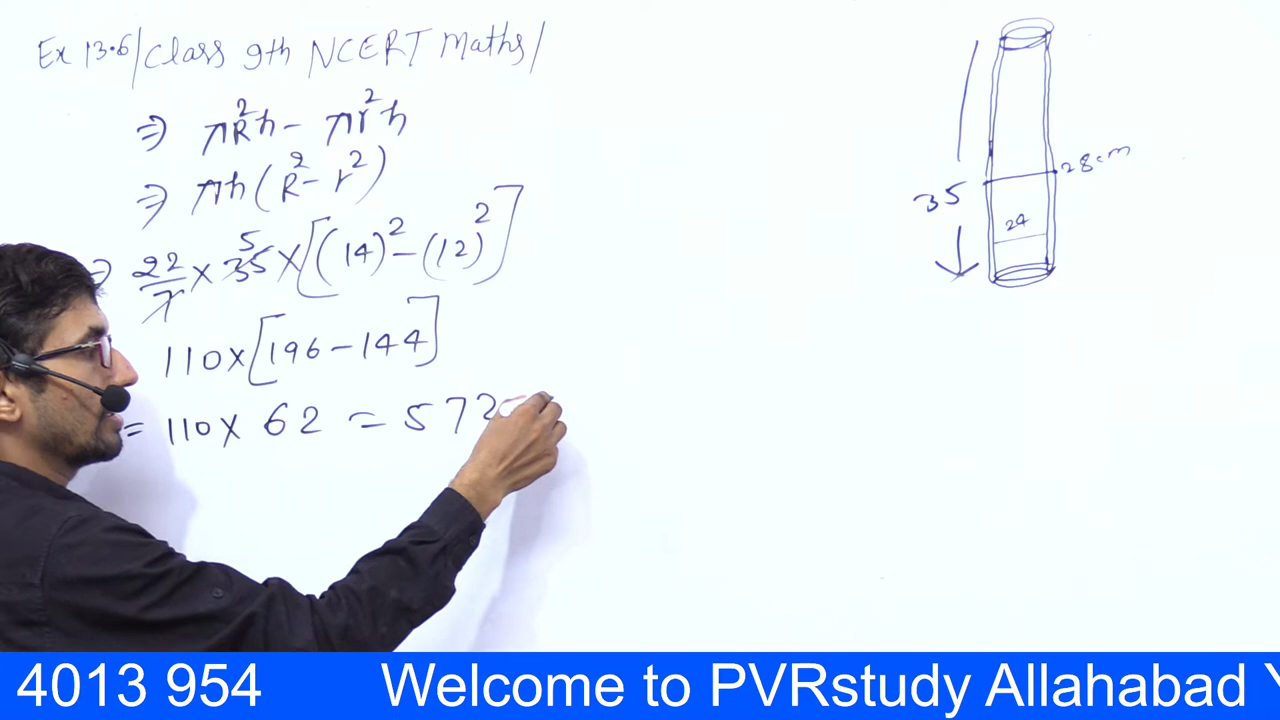 Ex 13.6/Class 9th NCERT Maths/
⇒ πR²h - πr²h
⇒ πh(R² - r²)
⇒ 22/7 × 35 5 × [(14)² - (12)²]
110 × [196 - 144]
= 110 × 62 = 572
28cm
35
24
4013 954 Welcome to PVRstudy Allahabad Y